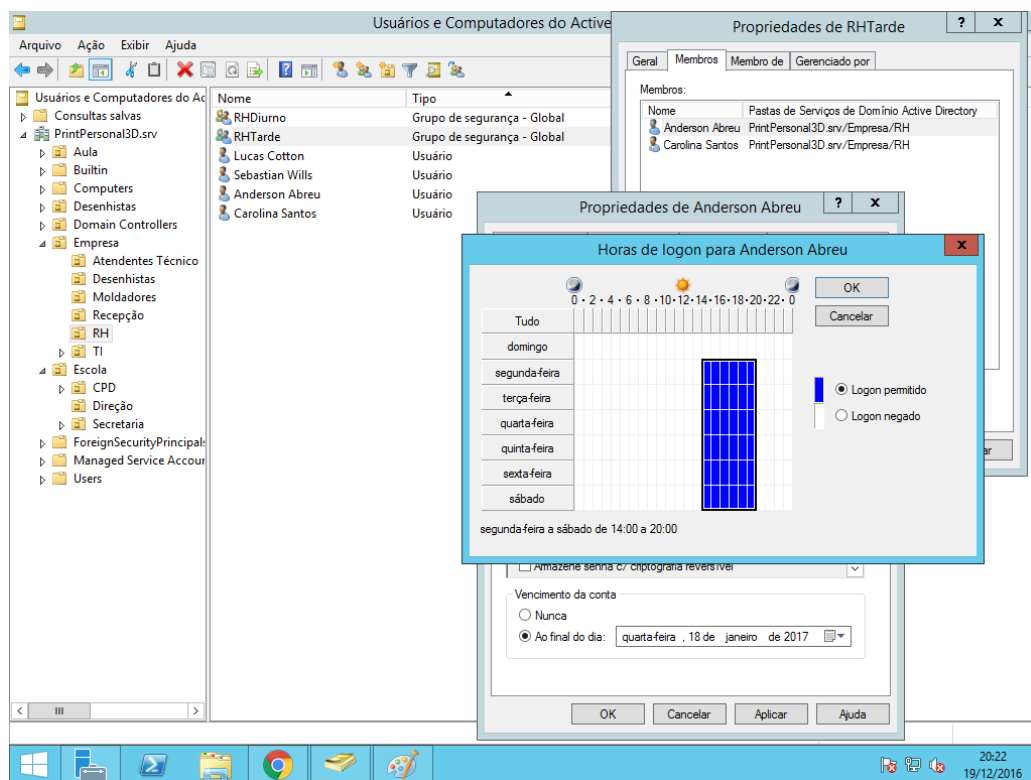 Usuários e Computadores do Active
Arquivo Ação Exibir Ajuda
Usuários e Computadores do Ac
Consultas salvas
PrintPersonal3D.srv
Aula
Builtin
Computers
Desenhistas
Domain Controllers
Empresa
Atendentes Técnico
Desenhistas
Moldadores
Recepção
RH
TI
Escola
CPD
Direção
Secretaria
ForeignSecurityPrincipals
Managed Service Accour
Users
Nome Tipo
RHDiurno Grupo de segurança - Global
RHTarde Grupo de segurança - Global
Lucas Cotton Usuário
Sebastian Wills Usuário
Anderson Abreu Usuário
Carolina Santos Usuário
Propriedades de RHTarde ? x
Geral Membros Membro de Gerenciado por
Membros:
Nome Pastas de Serviços de Domínio Active Directory
Anderson Abreu PrintPersonal3D.srv/Empresa/RH
Carolina Santos PrintPersonal3D.srv/Empresa/RH
ar
Propriedades de Anderson Abreu ? x
Horas de logon para Anderson Abreu x
0 · 2 · 4 · 6 · 8 · 10 · 12 · 14 · 16 · 18 · 20 · 22 · 0
OK
Cancelar
Tudo
domingo
segunda-feira
terça-feira
quarta-feira
quinta-feira
sexta-feira
sábado
Logon permitido
Logon negado
segunda-feira a sábado de 14:00 a 20:00
Armazene senha c/ criptografia reversível
Vencimento da conta
Nunca
Ao final do dia: quarta-feira , 18 de janeiro de 2017
OK Cancelar Aplicar Ajuda
20:22
19/12/2016